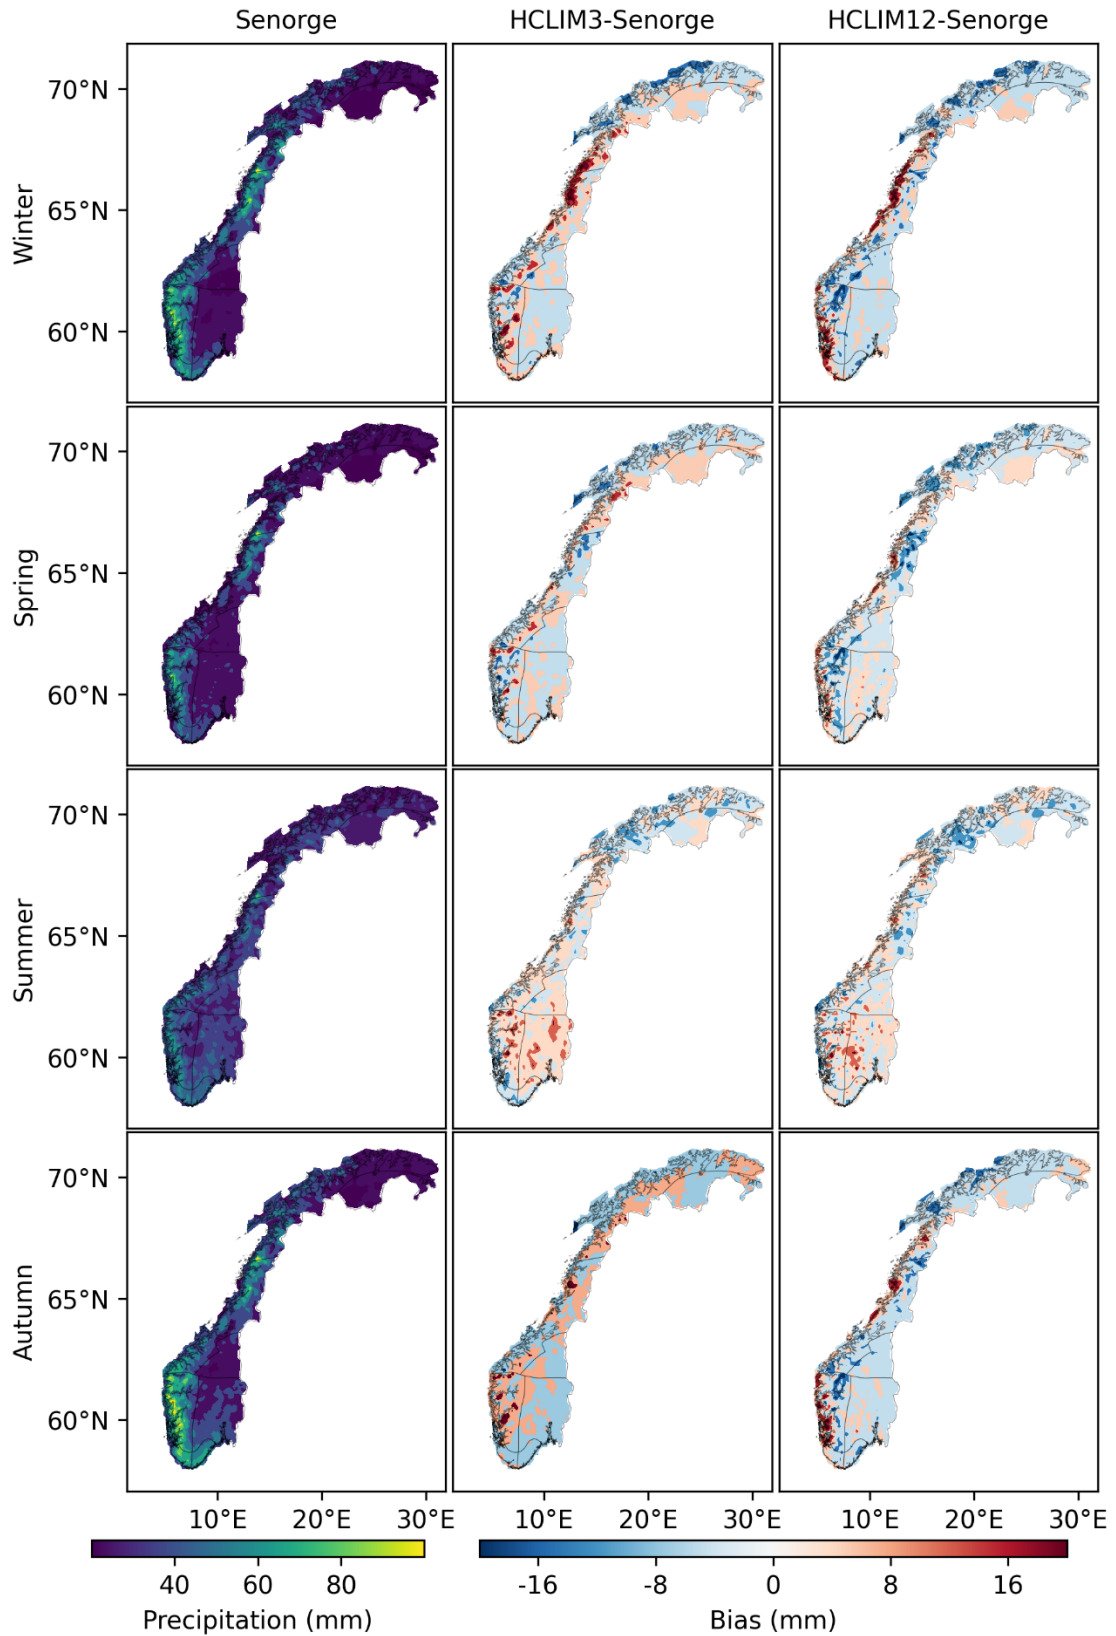 Senorge HCLIM3-Senorge HCLIM12-Senorge
70°N
65°N
60°N
Winter
70°N
65°N
60°N
Spring
70°N
65°N
60°N
Summer
70°N
65°N
60°N
Autumn
10°E 20°E 30°E 10°E 20°E 30°E 10°E 20°E 30°E
40 60 80
Precipitation (mm)
-16 -8 0 8 16
Bias (mm)